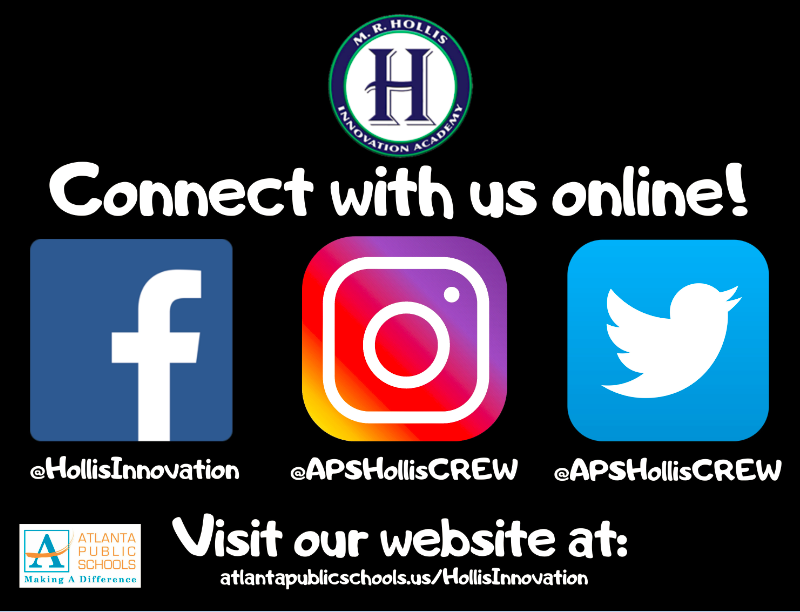 M. R. HOLLIS
H
INNOVATION ACADEMY
Connect with us online!
f
@HollisInnovation
@APSHollisCREW
@APSHollisCREW
A
ATLANTA
PUBLIC
SCHOOLS
Making A Difference
Visit our website at:
atlantapublicschools.us/HollisInnovation